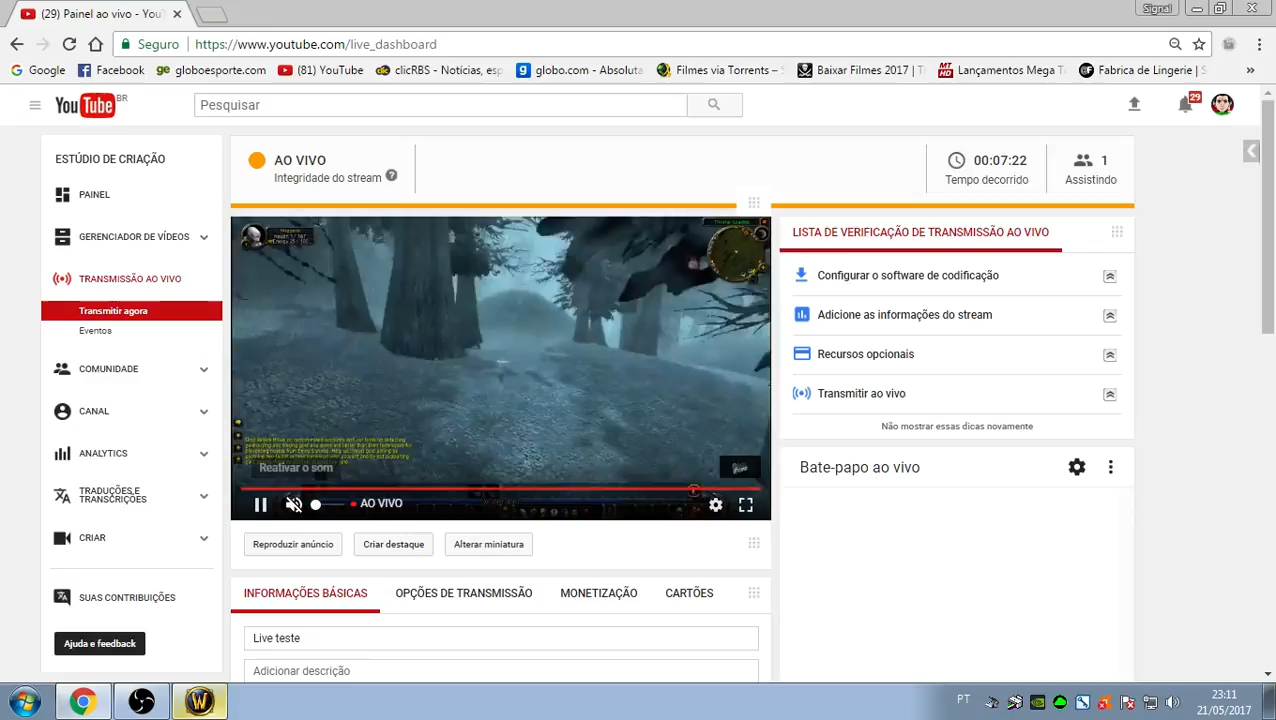 (29) Painel ao vivo - You
Signal
Seguro
https://www.youtube.com/live_dashboard
Google
Facebook
globoesporte.com
(81) YouTube
clicRBS - Notícias, esp
globo.com - Absoluta
Filmes via Torrents –
Baixar Filmes 2017 | T
Lançamentos Mega T
Fabrica de Lingerie | S
»
YouTube BR
Pesquisar
29
ESTÚDIO DE CRIAÇÃO
PAINEL
GERENCIADOR DE VÍDEOS
TRANSMISSÃO AO VIVO
Transmitir agora
Eventos
COMUNIDADE
CANAL
ANALYTICS
TRADUÇÕES E
TRANSCRIÇÕES
CRIAR
SUAS CONTRIBUIÇÕES
Ajuda e feedback
AO VIVO
Integridade do stream ?
00:07:22
Tempo decorrido
1
Assistindo
Reativar o som
AO VIVO
Reproduzir anúncio
Criar destaque
Alterar miniatura
INFORMAÇÕES BÁSICAS
OPÇÕES DE TRANSMISSÃO
MONETIZAÇÃO
CARTÕES
Live teste
Adicionar descrição
LISTA DE VERIFICAÇÃO DE TRANSMISSÃO AO VIVO
Configurar o software de codificação
Adicione as informações do stream
Recursos opcionais
Transmitir ao vivo
Não mostrar essas dicas novamente
Bate-papo ao vivo
PT
23:11
21/05/2017